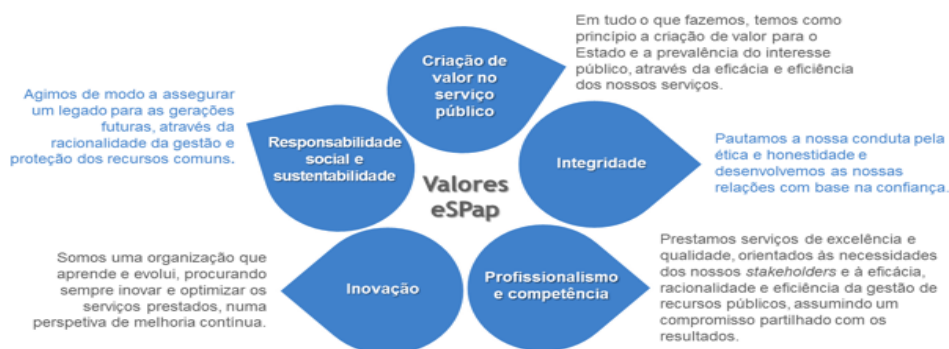 Criação de
valor no
serviço
público
Em tudo o que fazemos, temos como
princípio a criação de valor para o
Estado e a prevalência do interesse
público, através da eficácia e eficiência
dos nossos serviços.
Integridade
Pautamos a nossa conduta pela
ética e honestidade e
desenvolvemos as nossas
relações com base na confiança.
Profissionalismo
e competência
Prestamos serviços de excelência e
qualidade, orientados às necessidades
dos nossos stakeholders e à eficácia,
racionalidade e eficiência da gestão de
recursos públicos, assumindo um
compromisso partilhado com os
resultados.
Inovação
Somos uma organização que
aprende e evolui, procurando
sempre inovar e optimizar os
serviços prestados, numa
perspetiva de melhoria contínua.
Responsabilidade
social e
sustentabilidade
Agimos de modo a assegurar
um legado para as gerações
futuras, através da
racionalidade da gestão e
proteção dos recursos comuns.
Valores
eSPap